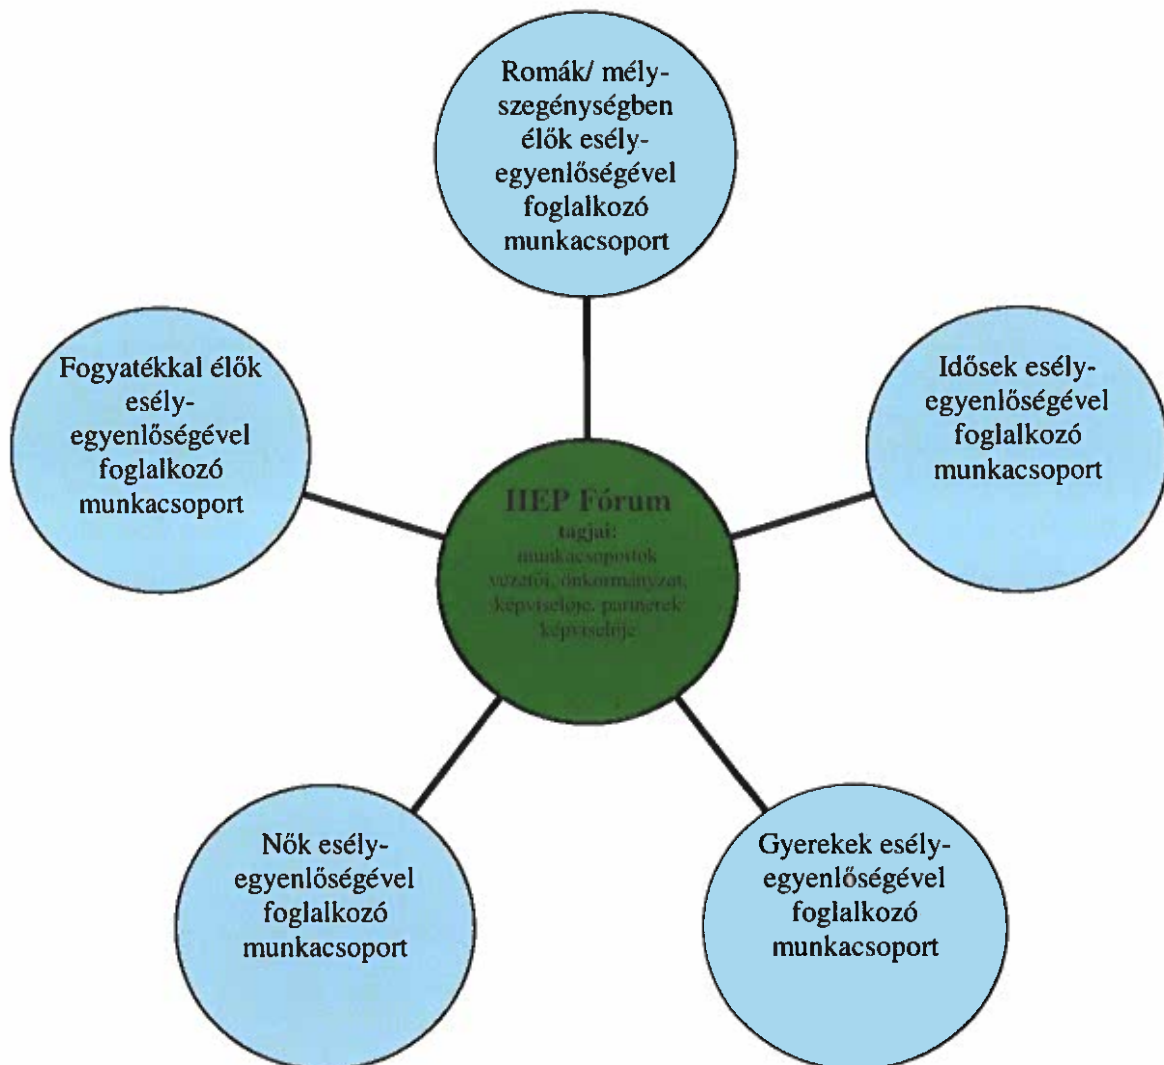 Romák/ mély-
szegénységben
élők esély-
egyenlőségével
foglalkozó
munkacsoport
Fogyatékkal élők
esély-
egyenlőségével
foglalkozó
munkacsoport
Idősek esély-
egyenlőségével
foglalkozó
munkacsoport
HEP Fórum
tagjai:
munkacsoportok
vezetői, önkormányzat,
képviselője, partnerek
képviselője
Nők esély-
egyenlőségével
foglalkozó
munkacsoport
Gyerekek esély-
egyenlőségével
foglalkozó
munkacsoport